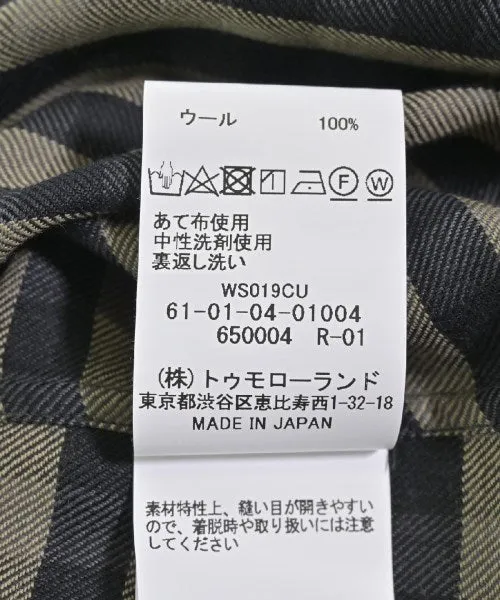 ウール 100%
F W
あて布使用
中性洗剤使用
裏返し洗い
WS019CU
61-01-04-01004
650004 R-01
(株)トゥモローランド
東京都渋谷区恵比寿西1-32-18
MADE IN JAPAN
素材特性上、縫い目が開きやすい
ので、着脱時や取り扱いには注意
してください